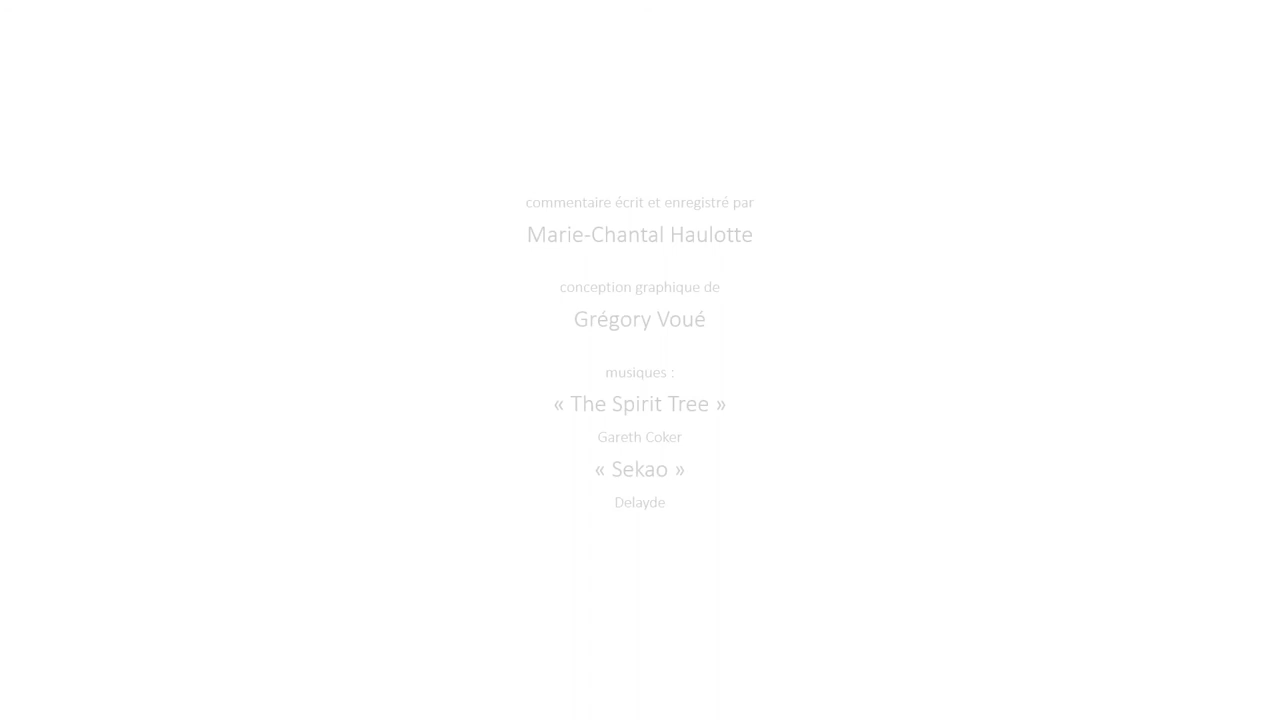 commentaire écrit et enregistré par
Marie-Chantal Haulotte
conception graphique de
Grégory Voué
musiques :
« The Spirit Tree »
Gareth Coker
« Sekao »
Delayde